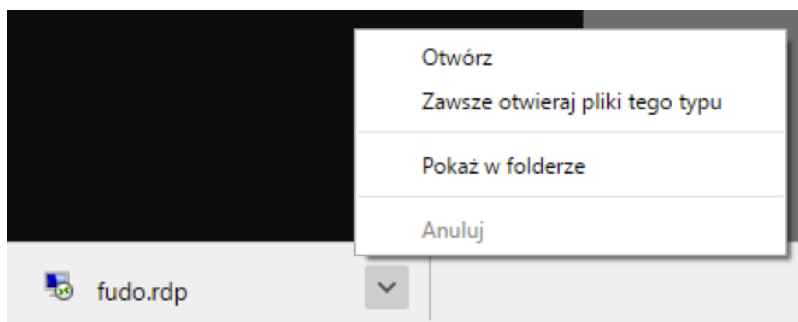 Otwórz
Zawsze otwieraj pliki tego typu
Pokaż w folderze
Anuluj
fudo.rdp